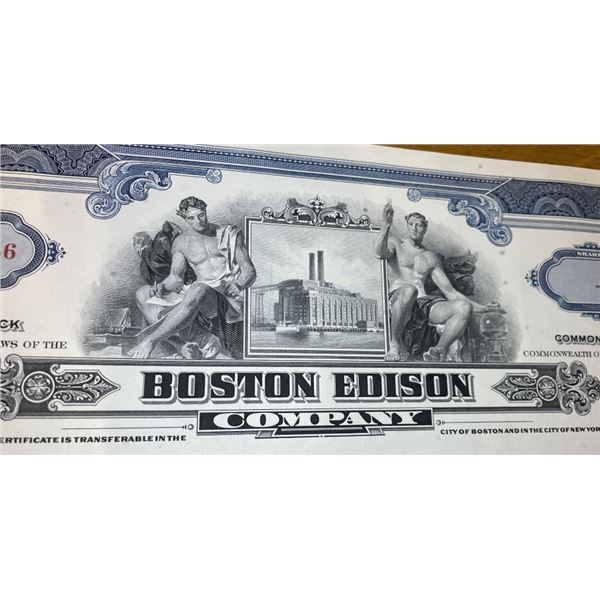 6
SHARES
CK
COMMON
WS OF THE
COMMONWEALTH O
BOSTON EDISON
COMPANY
ERTIFICATE IS TRANSFERABLE IN THE
CITY OF BOSTON AND IN THE CITY OF NEW YORK